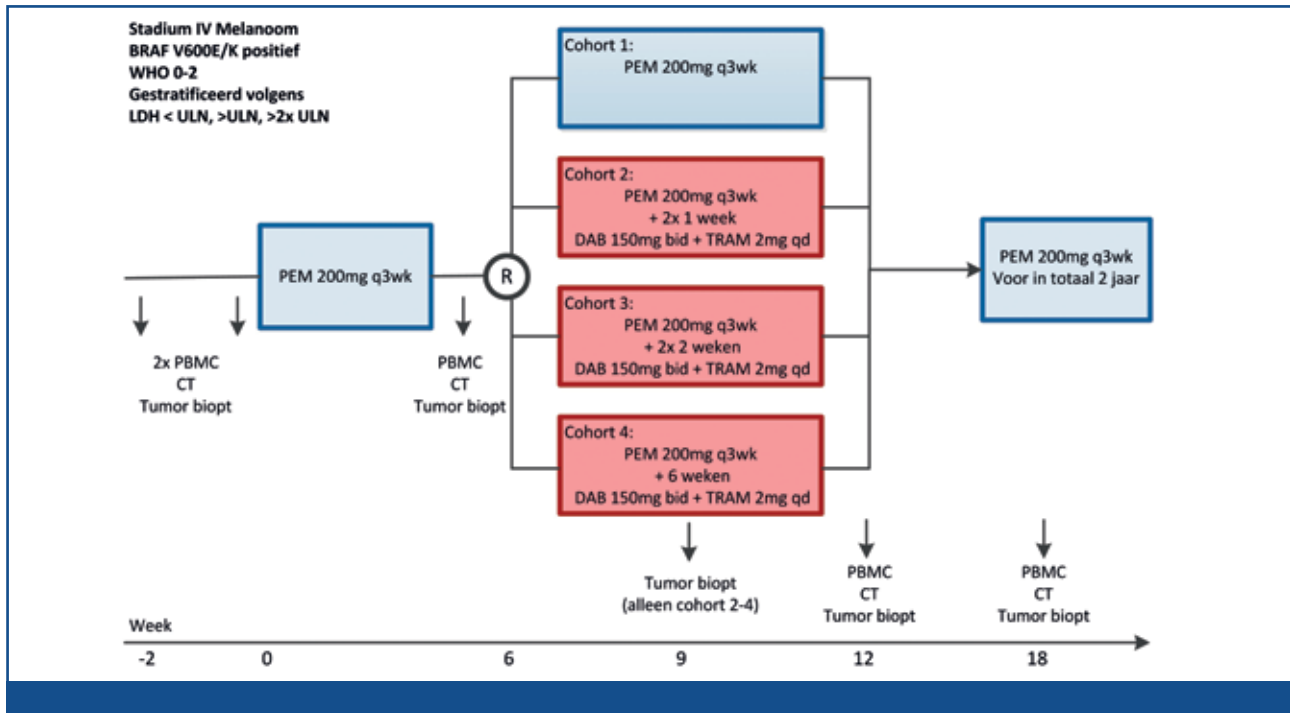 Stadium IV Melanoom
BRAF V600E/K positief
WHO 0-2
Gestratificeerd volgens
LDH < ULN, >ULN, >2x ULN
PEM 200mg q3wk
R
Cohort 1:
PEM 200mg q3wk
Cohort 2:
PEM 200mg q3wk
+ 2x 1 week
DAB 150mg bid + TRAM 2mg qd
Cohort 3:
PEM 200mg q3wk
+ 2x 2 weken
DAB 150mg bid + TRAM 2mg qd
Cohort 4:
PEM 200mg q3wk
+ 6 weken
DAB 150mg bid + TRAM 2mg qd
PEM 200mg q3wk
Voor in totaal 2 jaar
2x PBMC
CT
Tumor biopt
PBMC
CT
Tumor biopt
Tumor biopt
(alleen cohort 2-4)
PBMC
CT
Tumor biopt
PBMC
CT
Tumor biopt
Week
-2 0 6 9 12 18